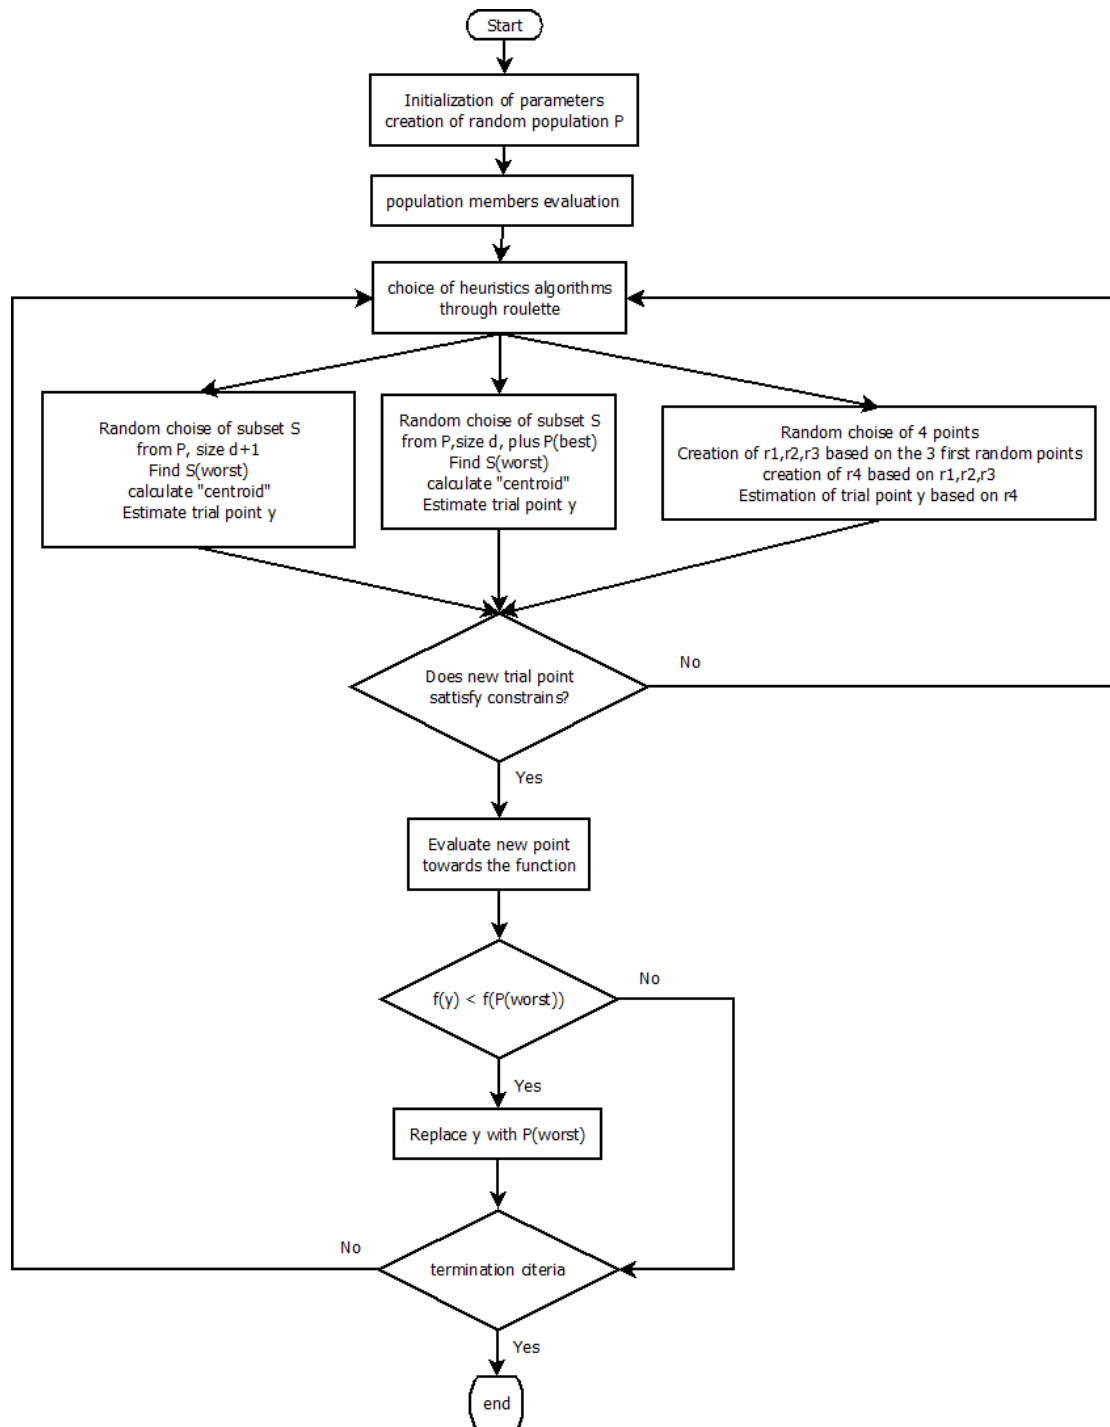 Start
Initialization of parameters
creation of random population P
population members evaluation
choice of heuristics algorithms
through roulette
Random choise of subset S
from P, size d+1
Find S(worst)
calculate "centroid"
Estimate trial point y
Random choise of subset S
from P,size d, plus P(best)
Find S(worst)
calculate "centroid"
Estimate trial point y
Random choise of 4 points
Creation of r1,r2,r3 based on the 3 first random points
creation of r4 based on r1,r2,r3
Estimation of trial point y based on r4
Does new trial point
sattisfy constrains?
No
Yes
Evaluate new point
towards the function
f(y) < f(P(worst))
No
Yes
Replace y with P(worst)
termination citeria
No
Yes
end